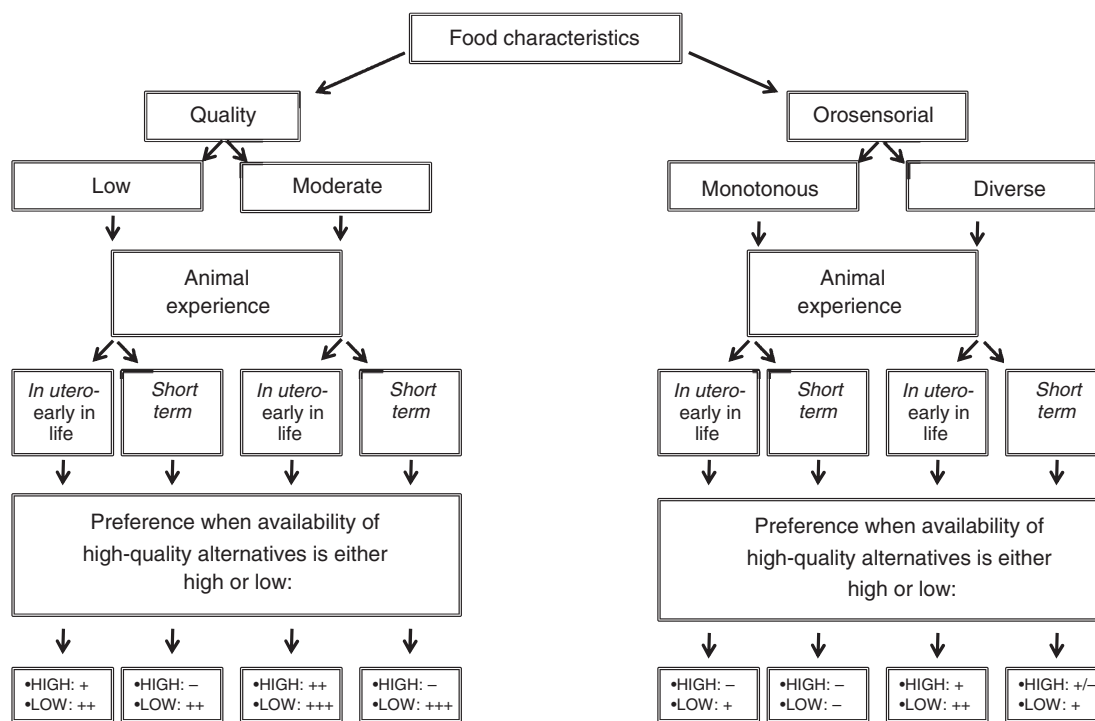 Food characteristics
Quality
Orosensorial
Low
Moderate
Monotonous
Diverse
Animal
experience
Animal
experience
In utero-
early in
life
Short
term
In utero-
early in
life
Short
term
In utero-
early in
life
Short
term
In utero-
early in
life
Short
term
Preference when availability of
high-quality alternatives is either
high or low:
Preference when availability of
high-quality alternatives is either
high or low:
•HIGH: +
•LOW: ++
•HIGH: –
•LOW: ++
•HIGH: ++
•LOW: +++
•HIGH: –
•LOW: +++
•HIGH: –
•LOW: +
•HIGH: –
•LOW: –
•HIGH: +
•LOW: ++
•HIGH: +/–
•LOW: +